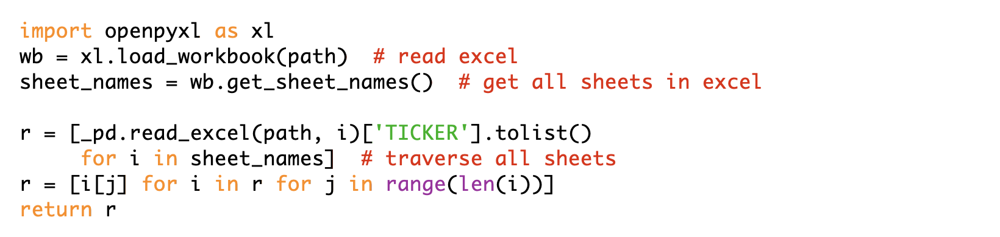 import openpyxl as xl
wb = xl.load_workbook(path)  # read excel
sheet_names = wb.get_sheet_names()  # get all sheets in excel

r = [_pd.read_excel(path, i)['TICKER'].tolist()
     for i in sheet_names]  # traverse all sheets
r = [i[j] for i in r for j in range(len(i))]
return r